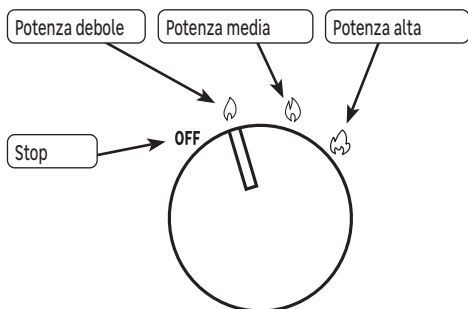 Potenza debole
Potenza media
Potenza alta
Stop
OFF